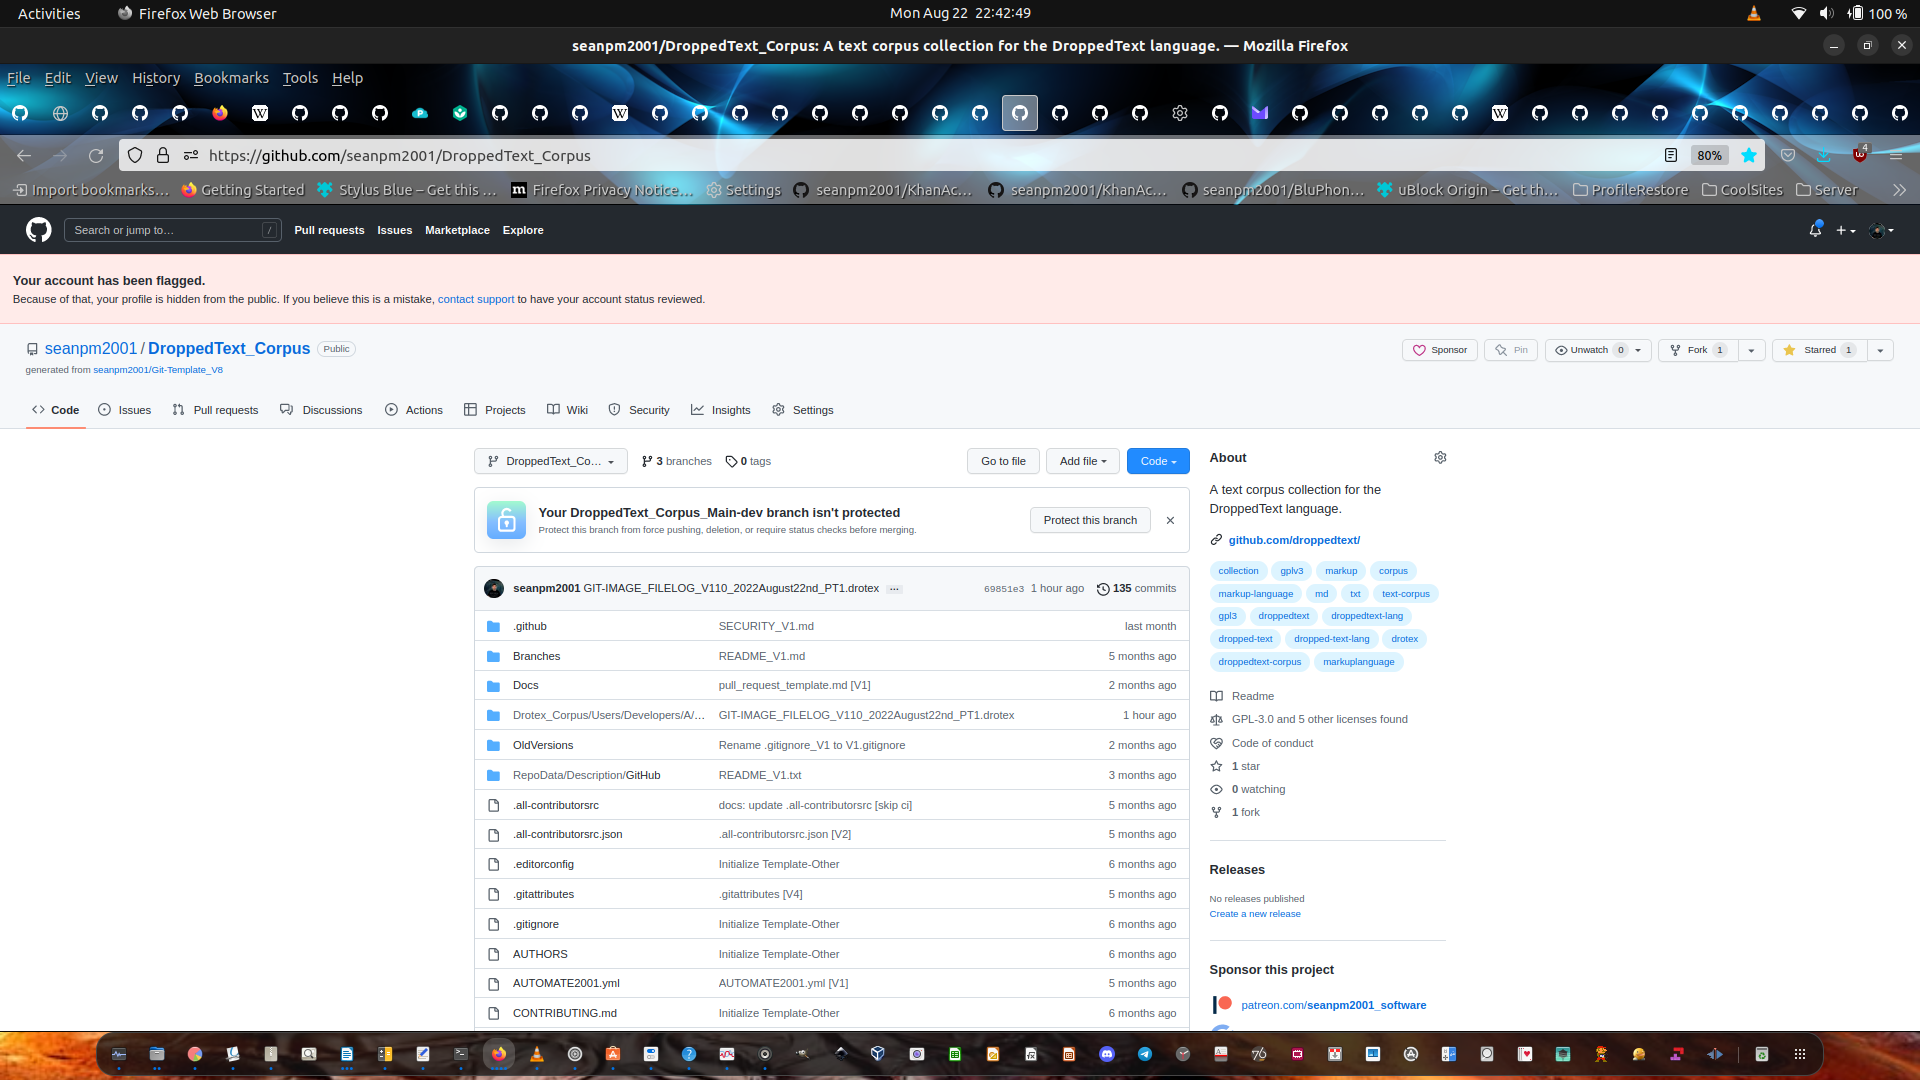 Activities
Firefox Web Browser
Mon Aug 22 22:42:49
100 %
seanpm2001/DroppedText_Corpus: A text corpus collection for the DroppedText language. — Mozilla Firefox
File Edit View History Bookmarks Tools Help
https://github.com/seanpm2001/DroppedText_Corpus
80%
4
Import bookmarks…
Getting Started
Stylus Blue – Get this …
Firefox Privacy Notice…
Settings
seanpm2001/KhanAc…
seanpm2001/KhanAc…
seanpm2001/BluPhon…
uBlock Origin – Get th…
ProfileRestore
CoolSites
Server
Search or jump to…
/
Pull requests
Issues
Marketplace
Explore
Your account has been flagged.
Because of that, your profile is hidden from the public. If you believe this is a mistake, contact support to have your account status reviewed.
seanpm2001 / DroppedText_Corpus
Public
Sponsor
Pin
Unwatch 0
Fork 1
Starred 1
generated from seanpm2001/Git-Template_V8
Code
Issues
Pull requests
Discussions
Actions
Projects
Wiki
Security
Insights
Settings
DroppedText_Co…
3 branches
0 tags
Go to file
Add file
Code
Your DroppedText_Corpus_Main-dev branch isn't protected
Protect this branch from force pushing, deletion, or require status checks before merging.
Protect this branch
seanpm2001 GIT-IMAGE_FILELOG_V110_2022August22nd_PT1.drotex …
69851e3 1 hour ago
135 commits
.github SECURITY_V1.md last month
Branches README_V1.md 5 months ago
Docs pull_request_template.md [V1] 2 months ago
Drotex_Corpus/Users/Developers/A/… GIT-IMAGE_FILELOG_V110_2022August22nd_PT1.drotex 1 hour ago
OldVersions Rename .gitignore_V1 to V1.gitignore 2 months ago
RepoData/Description/GitHub README_V1.txt 3 months ago
.all-contributorsrc docs: update .all-contributorsrc [skip ci] 5 months ago
.all-contributorsrc.json .all-contributorsrc.json [V2] 5 months ago
.editorconfig Initialize Template-Other 6 months ago
.gitattributes .gitattributes [V4] 5 months ago
.gitignore Initialize Template-Other 6 months ago
AUTHORS Initialize Template-Other 6 months ago
AUTOMATE2001.yml AUTOMATE2001.yml [V1] 5 months ago
CONTRIBUTING.md Initialize Template-Other 6 months ago
About
A text corpus collection for the
DroppedText language.
github.com/droppedtext/
collection gplv3 markup corpus
markup-language md txt text-corpus
gpl3 droppedtext droppedtext-lang
dropped-text dropped-text-lang drotex
droppedtext-corpus markuplanguage
Readme
GPL-3.0 and 5 other licenses found
Code of conduct
1 star
0 watching
1 fork
Releases
No releases published
Create a new release
Sponsor this project
patreon.com/seanpm2001_software